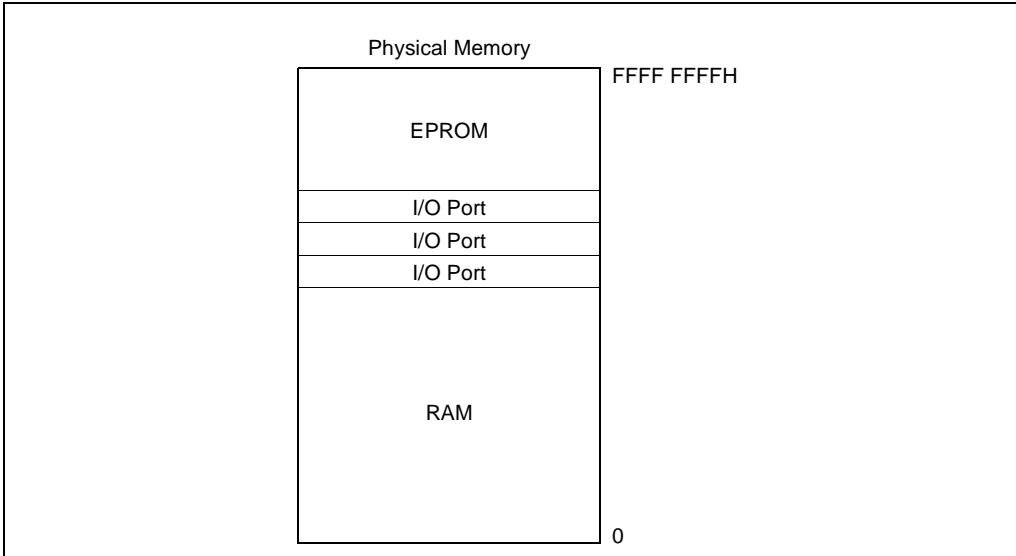 Physical Memory
FFFF FFFFH
EPROM
I/O Port
I/O Port
I/O Port
RAM
0